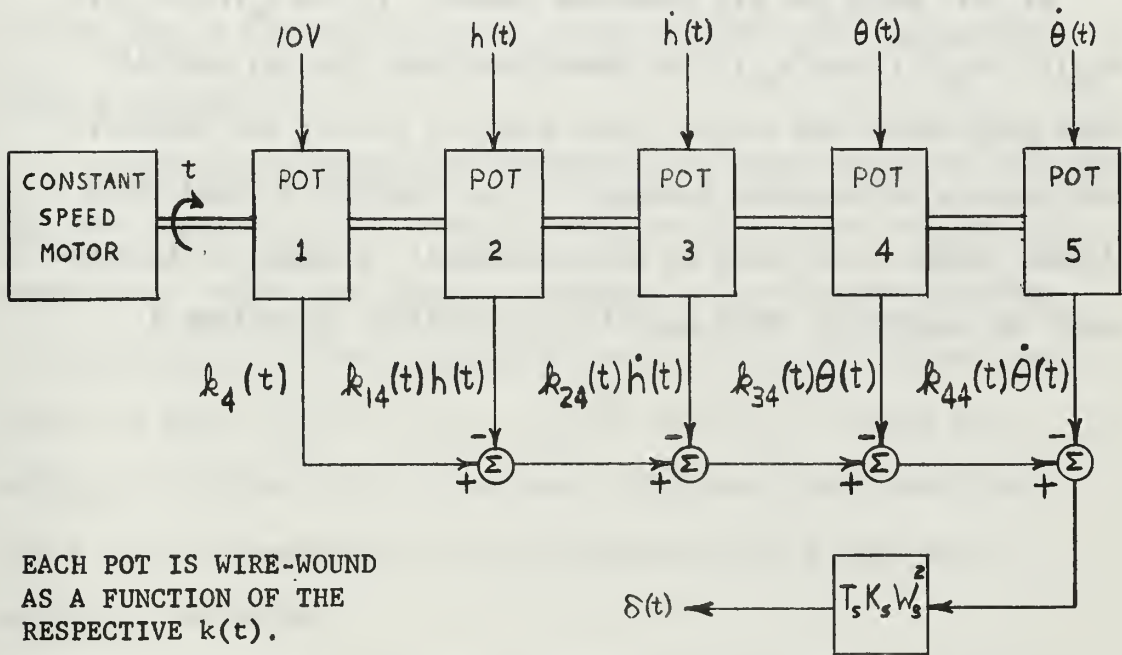 10V h(t) ḣ(t) θ(t) θ̇(t)
CONSTANT
SPEED
MOTOR
t
POT
1
POT
2
POT
3
POT
4
POT
5
k₄(t) k₁₄(t)h(t) k₂₄(t)ḣ(t) k₃₄(t)θ(t) k₄₄(t)θ̇(t)
- - - -
Σ Σ Σ Σ
+ + + +
EACH POT IS WIRE-WOUND
AS A FUNCTION OF THE
RESPECTIVE k(t).
δ(t)
TₛKₛWₛ²